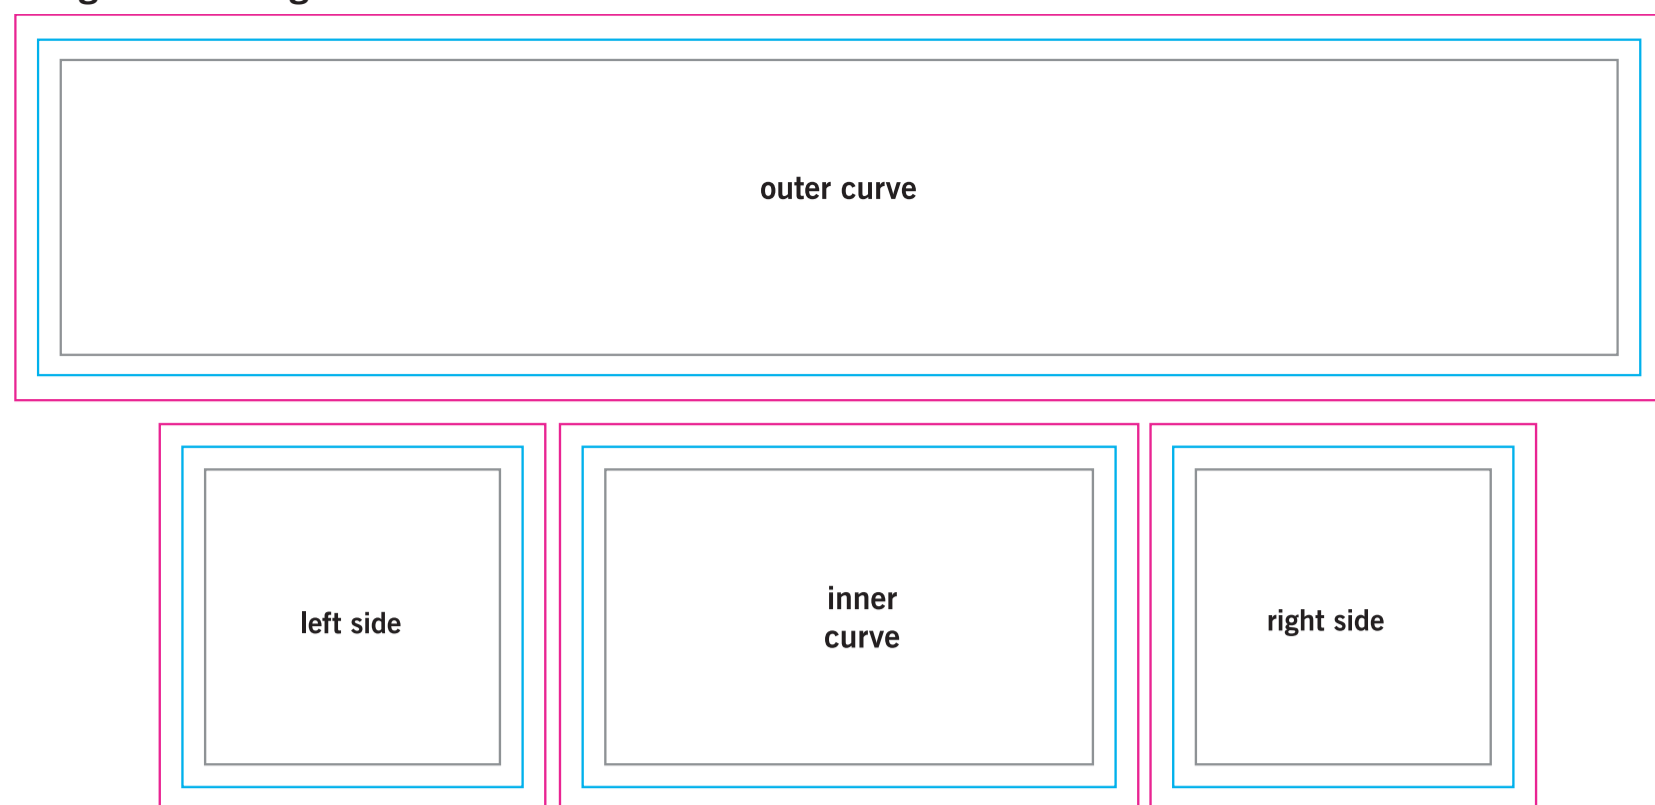 outer curve
left side
inner
curve
right side